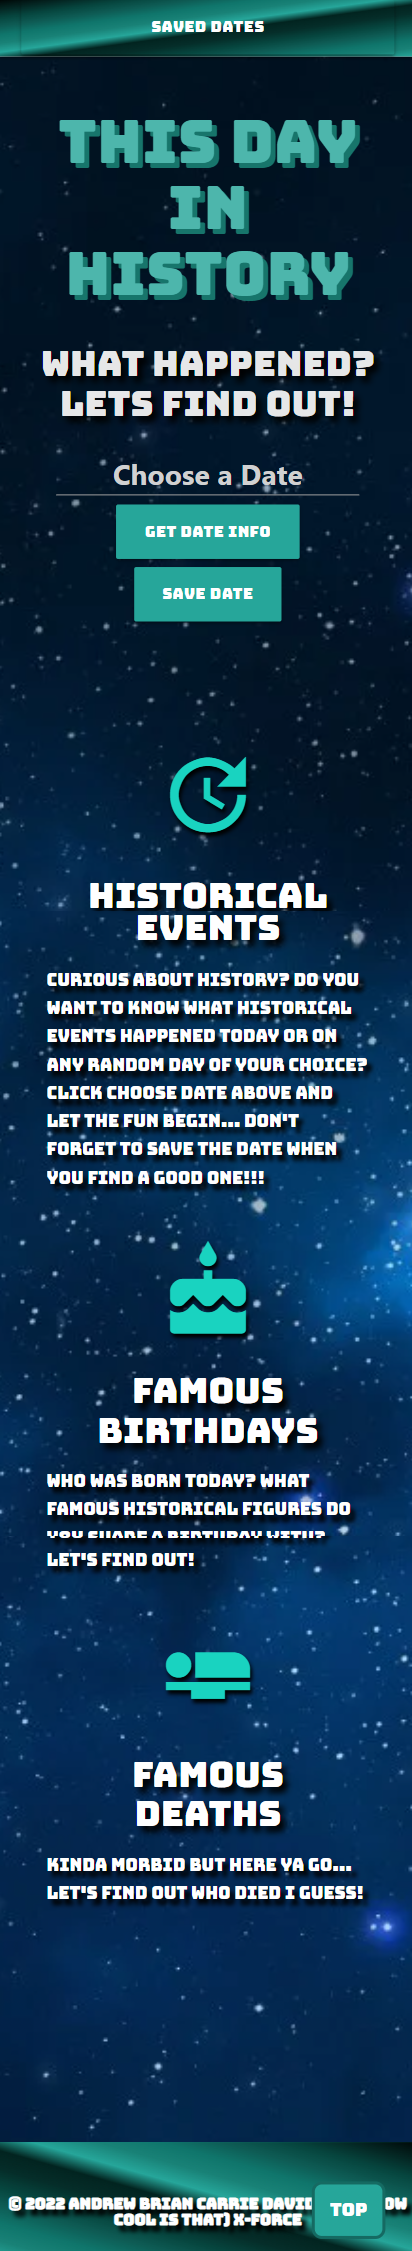 SAVED DATES
THIS DAY
IN
HISTORY
WHAT HAPPENED?
LETS FIND OUT!
Choose a Date
GET DATE INFO
SAVE DATE
HISTORICAL
EVENTS
CURIOUS ABOUT HISTORY? DO YOU
WANT TO KNOW WHAT HISTORICAL
EVENTS HAPPENED TODAY OR ON
ANY RANDOM DAY OF YOUR CHOICE?
CLICK CHOOSE DATE ABOVE AND
LET THE FUN BEGIN... DON'T
FORGET TO SAVE THE DATE WHEN
YOU FIND A GOOD ONE!!!
FAMOUS
BIRTHDAYS
WHO WAS BORN TODAY? WHAT
FAMOUS HISTORICAL FIGURES DO
YOU SHARE A BIRTHDAY WITH?
LET'S FIND OUT!
FAMOUS
DEATHS
KINDA MORBID BUT HERE YA GO...
LET'S FIND OUT WHO DIED I GUESS!
© 2022 ANDREW BRIAN CARRIE DAVID
COOL IS THAT) X-FORCE
TOP